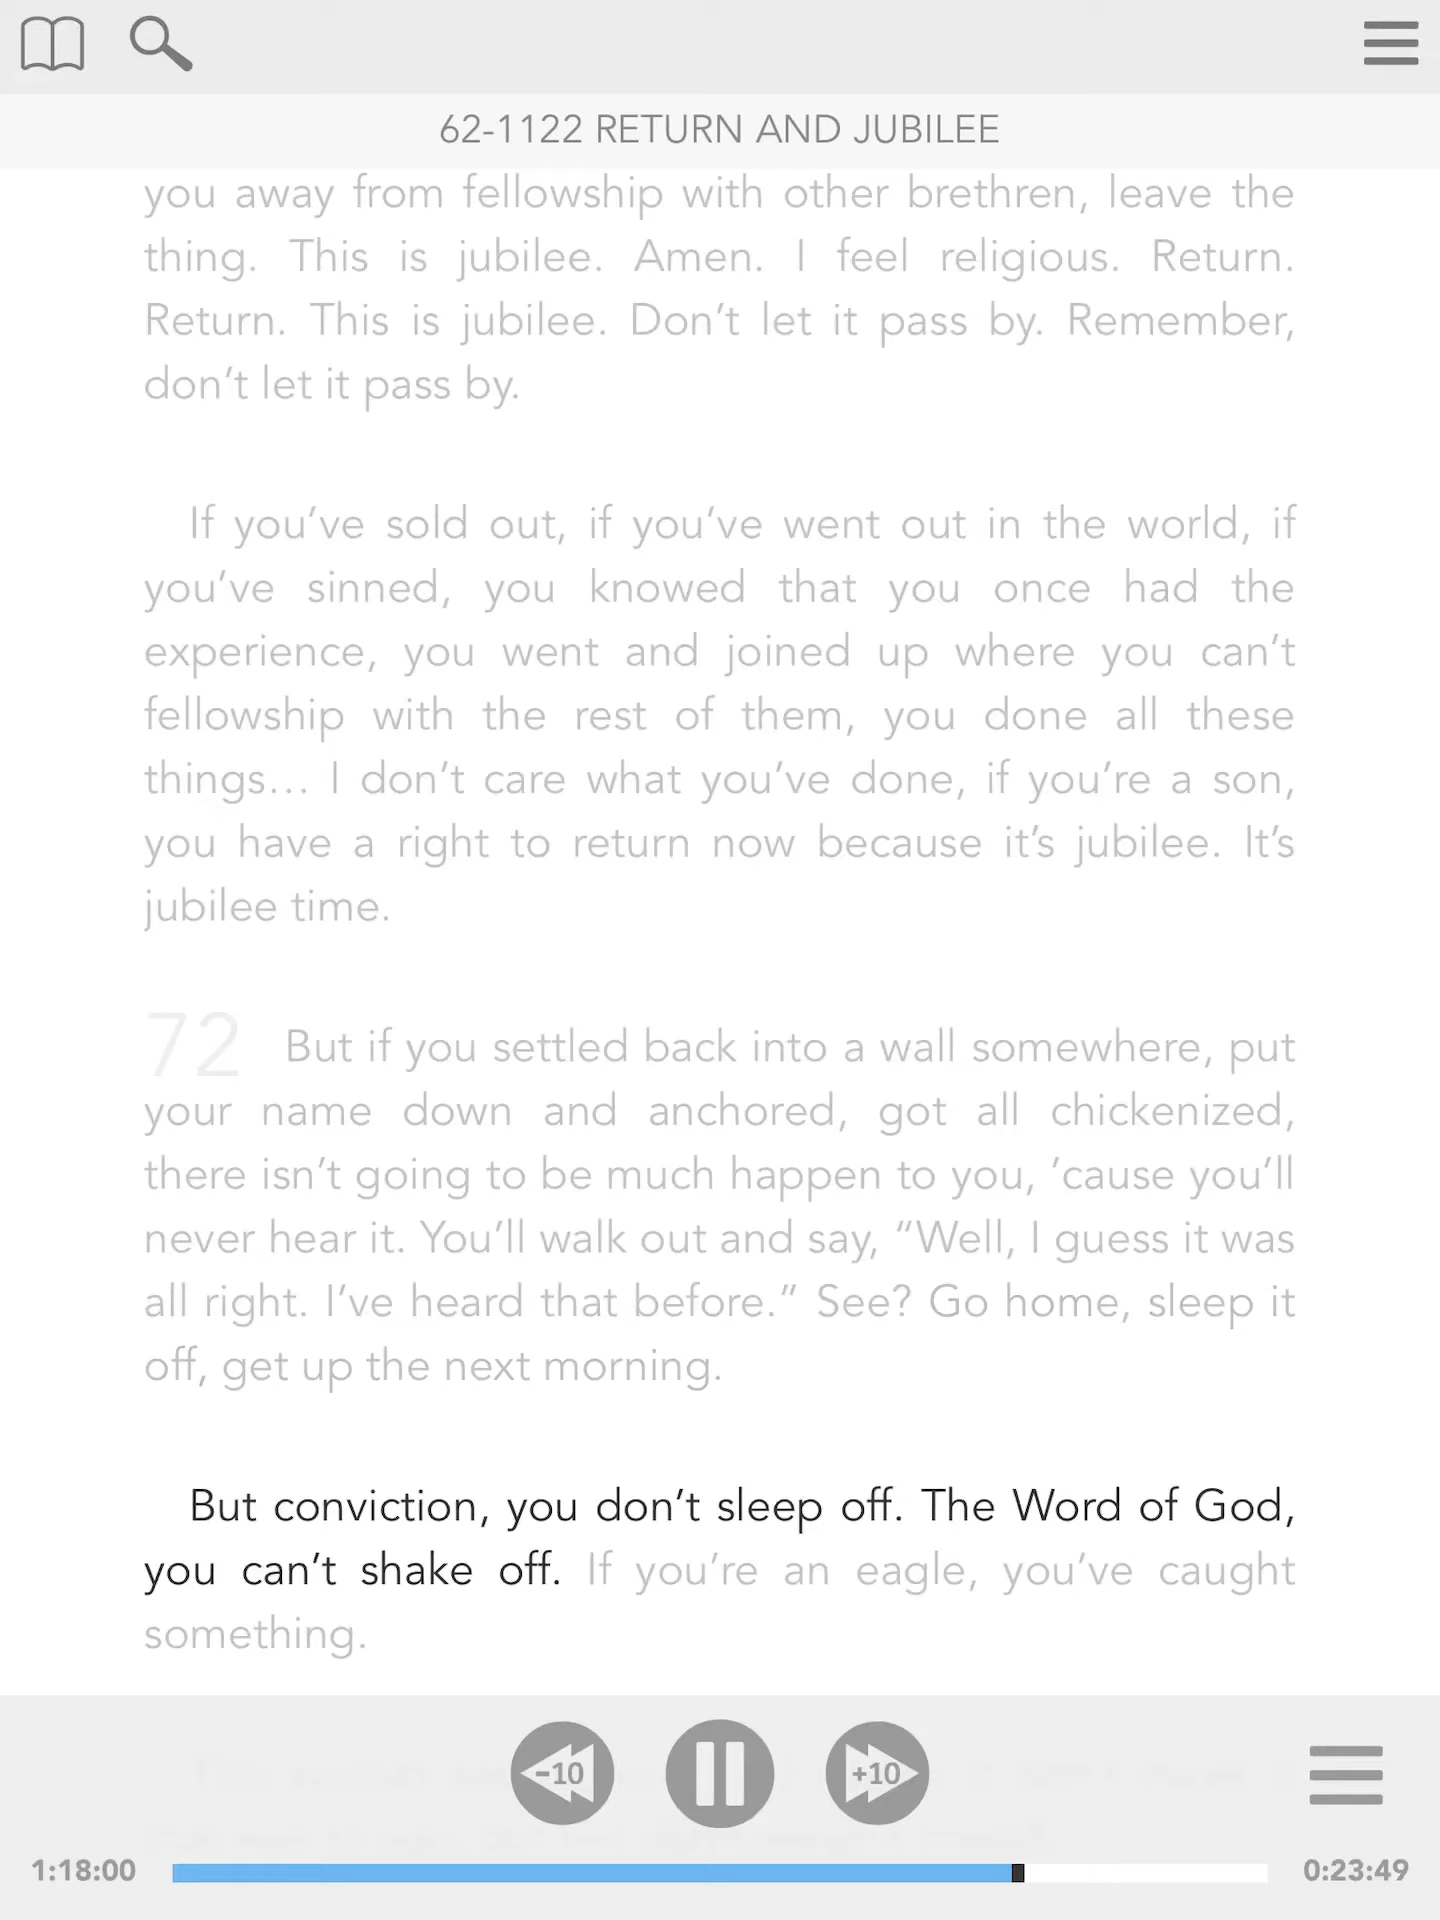 62-1122 RETURN AND JUBILEE
you away from fellowship with other brethren, leave the
thing. This is jubilee. Amen. I feel religious. Return.
Return. This is jubilee. Don’t let it pass by. Remember,
don’t let it pass by.
If you’ve sold out, if you’ve went out in the world, if
you’ve sinned, you knowed that you once had the
experience, you went and joined up where you can’t
fellowship with the rest of them, you done all these
things… I don’t care what you’ve done, if you’re a son,
you have a right to return now because it’s jubilee. It’s
jubilee time.
72 But if you settled back into a wall somewhere, put
your name down and anchored, got all chickenized,
there isn’t going to be much happen to you, ’cause you’ll
never hear it. You’ll walk out and say, “Well, I guess it was
all right. I’ve heard that before.” See? Go home, sleep it
off, get up the next morning.
But conviction, you don’t sleep off. The Word of God,
you can’t shake off. If you’re an eagle, you’ve caught
something.
-10 +10
1:18:00 0:23:49